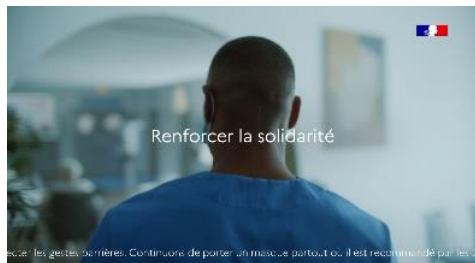 Renforcer la solidarité
les gestes barrières. Continuons de porter un masque partout où il est recommandé par